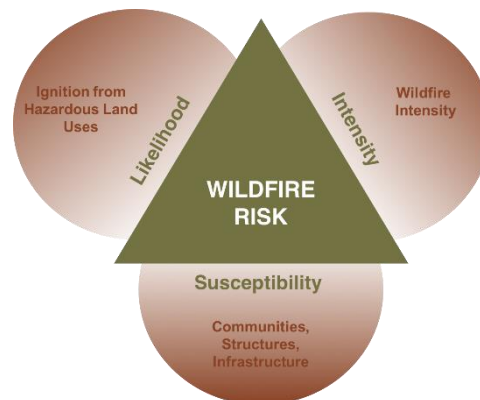 Ignition from
Hazardous Land
Uses
Likelihood
Intensity
Wildfire
Intensity
WILDFIRE
RISK
Susceptibility
Communities,
Structures,
Infrastructure